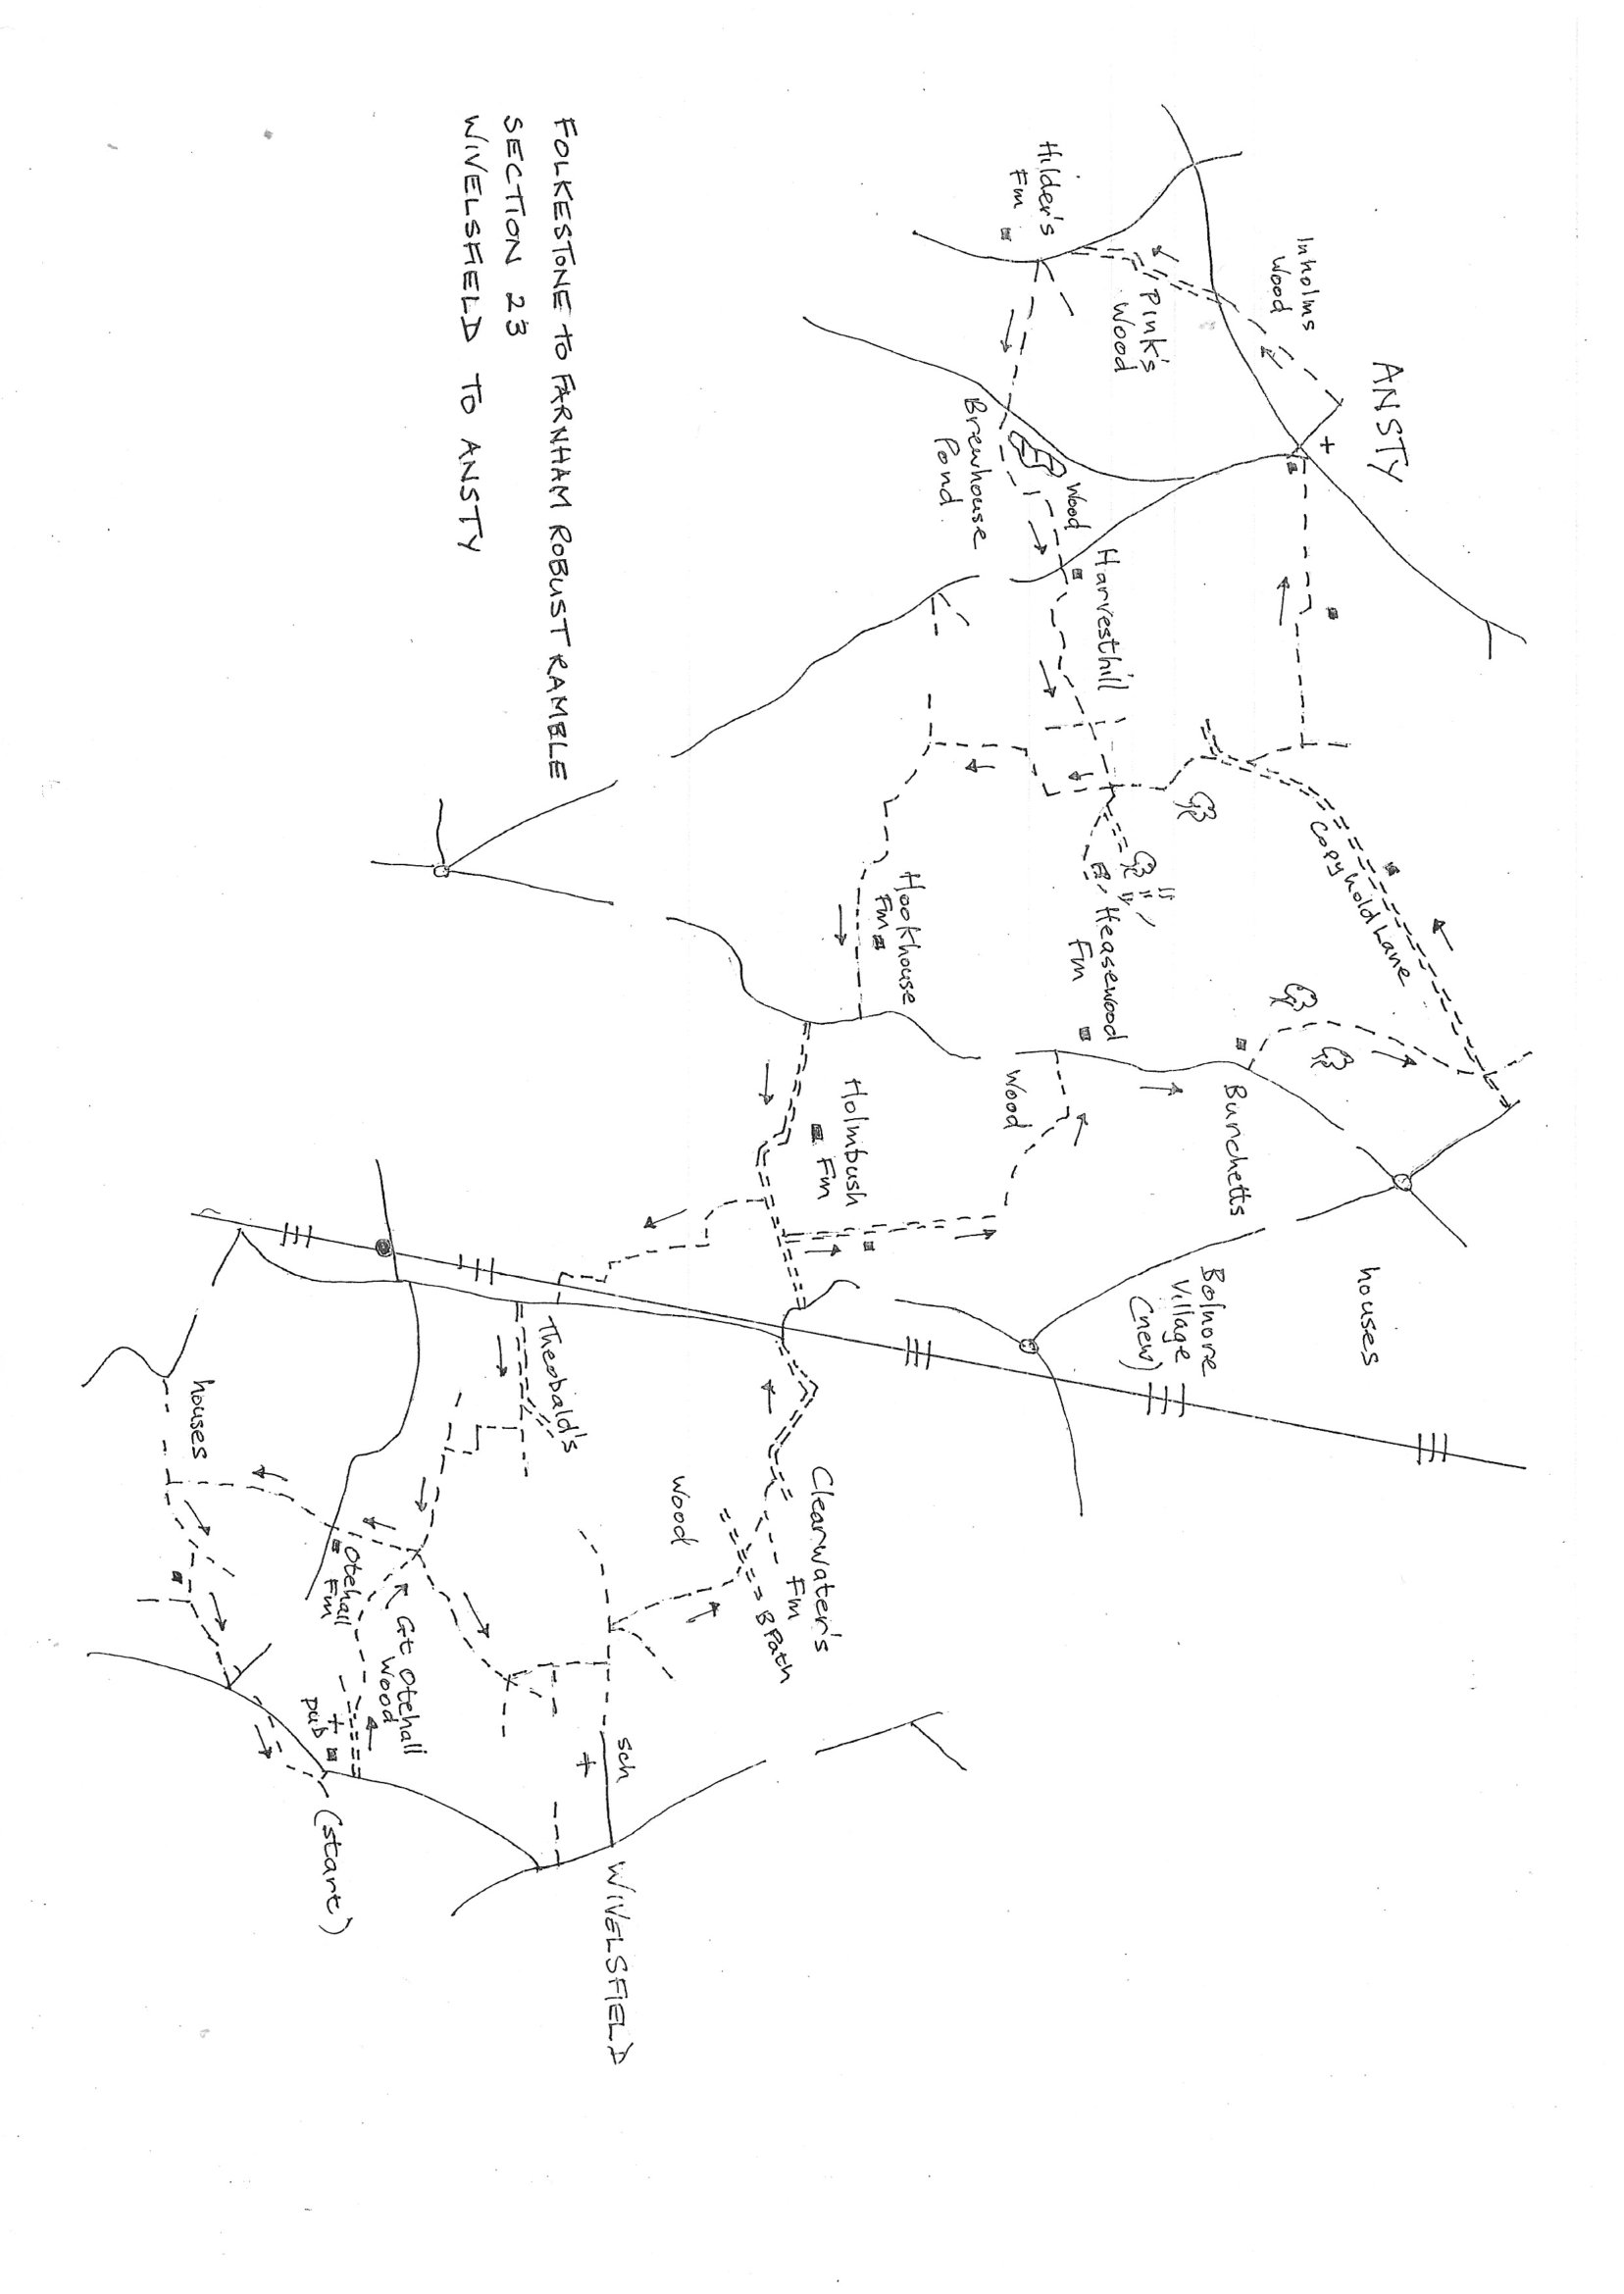 ANSTY
Inholms
Wood
Pink's
Wood
Hilder's
Fm
Brewhouse
Pond
Wood
Harvesthill
Copyhold Lane
Heasewood
Fm
Hookhouse
Fm
Burchetts
Wood
Holmbush
Fm
houses
Bolnore
Village
(new)
Theobald's
Clearwater's
Fm
BPath
Wood
houses
Otehall
Fm
Gt Otehall
Wood
pub
sch
(start)
WIVELSFIELD
FOLKESTONE to FARNHAM ROBUST RAMBLE
SECTION 23
WIVELSFIELD TO ANSTY